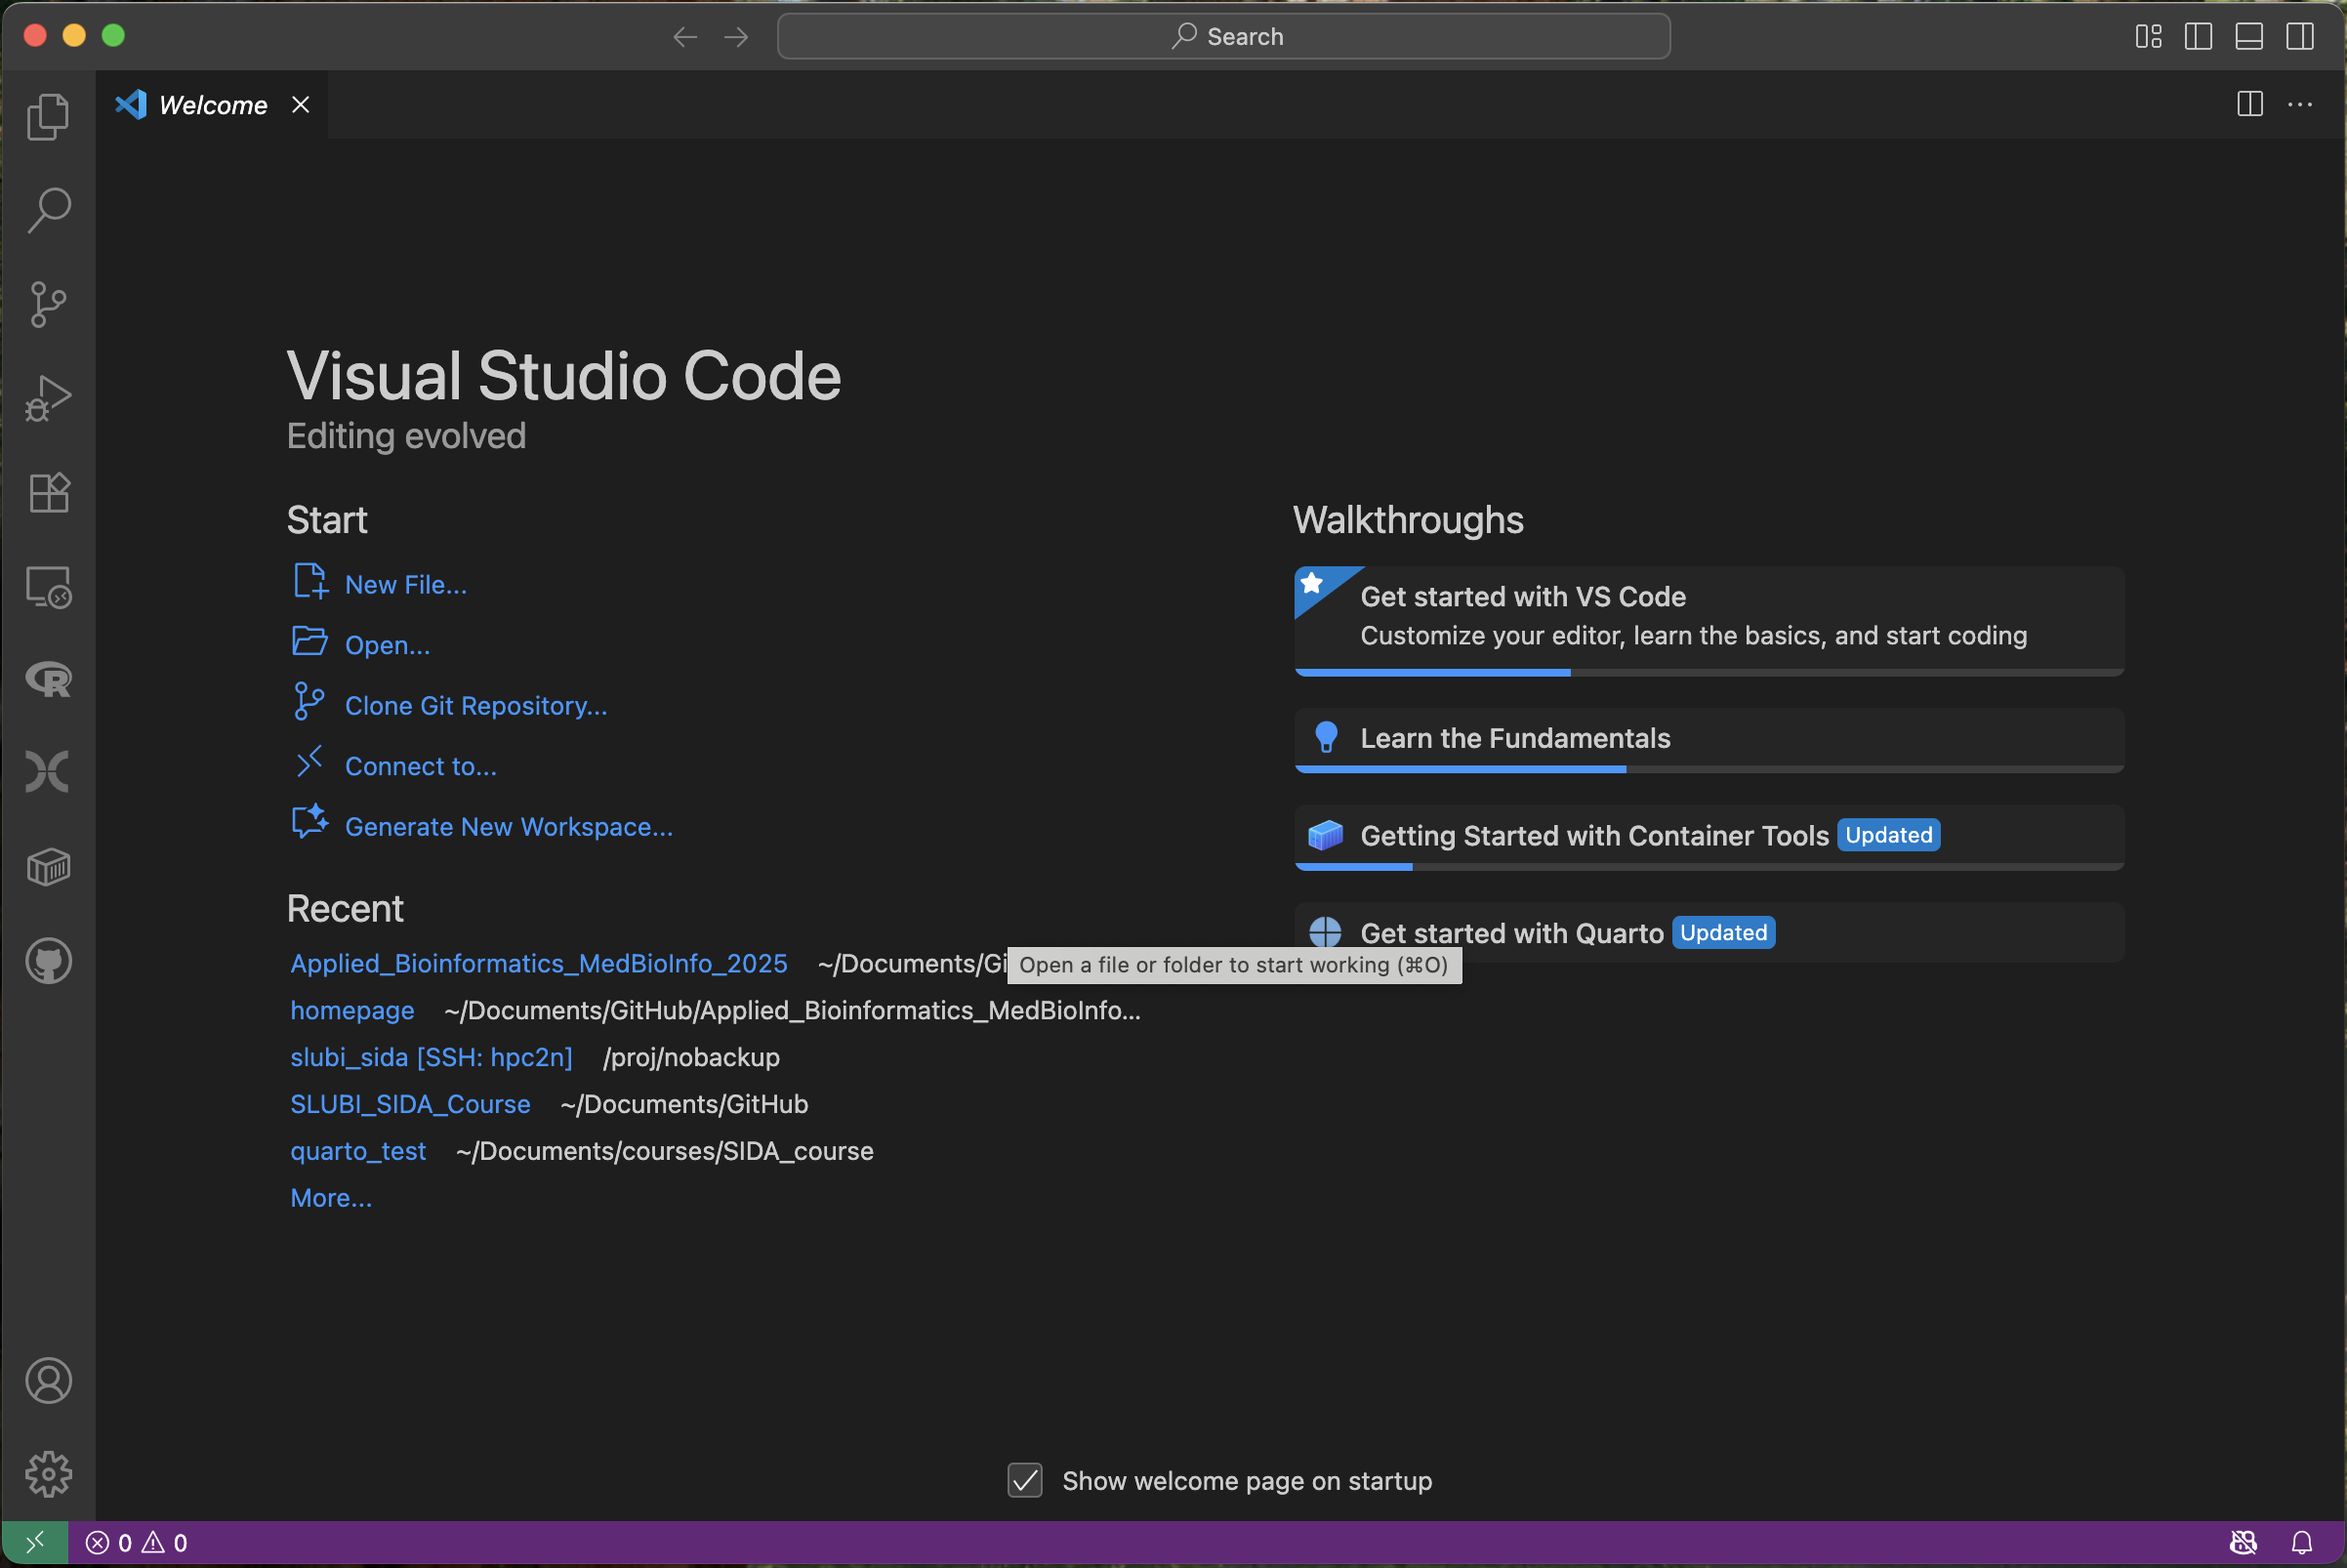 Search
Welcome
Visual Studio Code
Editing evolved
Start
New File...
Open...
Clone Git Repository...
Connect to...
Generate New Workspace...
Recent
Applied_Bioinformatics_MedBioInfo_2025 ~/Documents/Gi
homepage ~/Documents/GitHub/Applied_Bioinformatics_MedBioInfo...
slubi_sida [SSH: hpc2n] /proj/nobackup
SLUBI_SIDA_Course ~/Documents/GitHub
quarto_test ~/Documents/courses/SIDA_course
More...
Walkthroughs
Get started with VS Code
Customize your editor, learn the basics, and start coding
Learn the Fundamentals
Getting Started with Container Tools Updated
Get started with Quarto Updated
Open a file or folder to start working (⌘O)
Show welcome page on startup
0 0